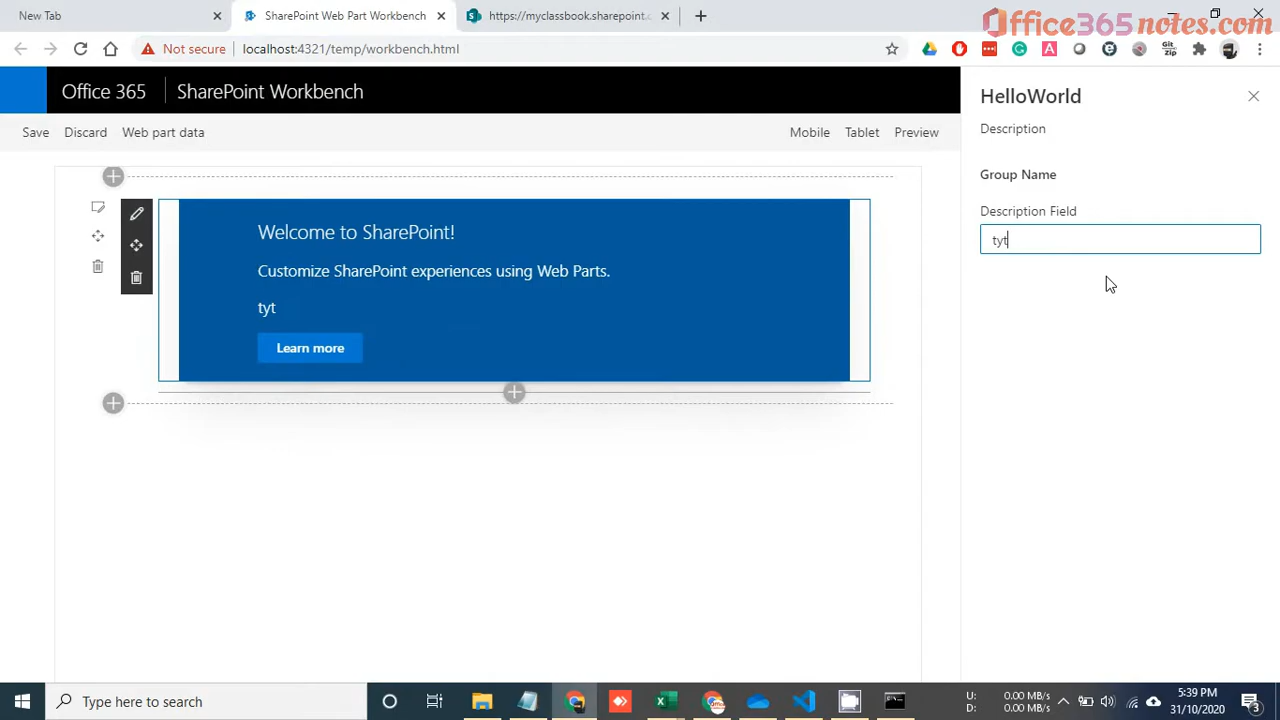 New Tab
SharePoint Web Part Workbench
https://myclassbook.sharepoint.c
Office365notes.com
Not secure
localhost:4321/temp/workbench.html
Git
Zip
A
Office 365
SharePoint Workbench
HelloWorld
Description
Save
Discard
Web part data
Mobile
Tablet
Preview
Group Name
Description Field
tyt
Welcome to SharePoint!
Customize SharePoint experiences using Web Parts.
tyt
Learn more
Type here to search
U:
D:
0.00 MB/s
0.00 MB/s
5:39 PM
31/10/2020
3